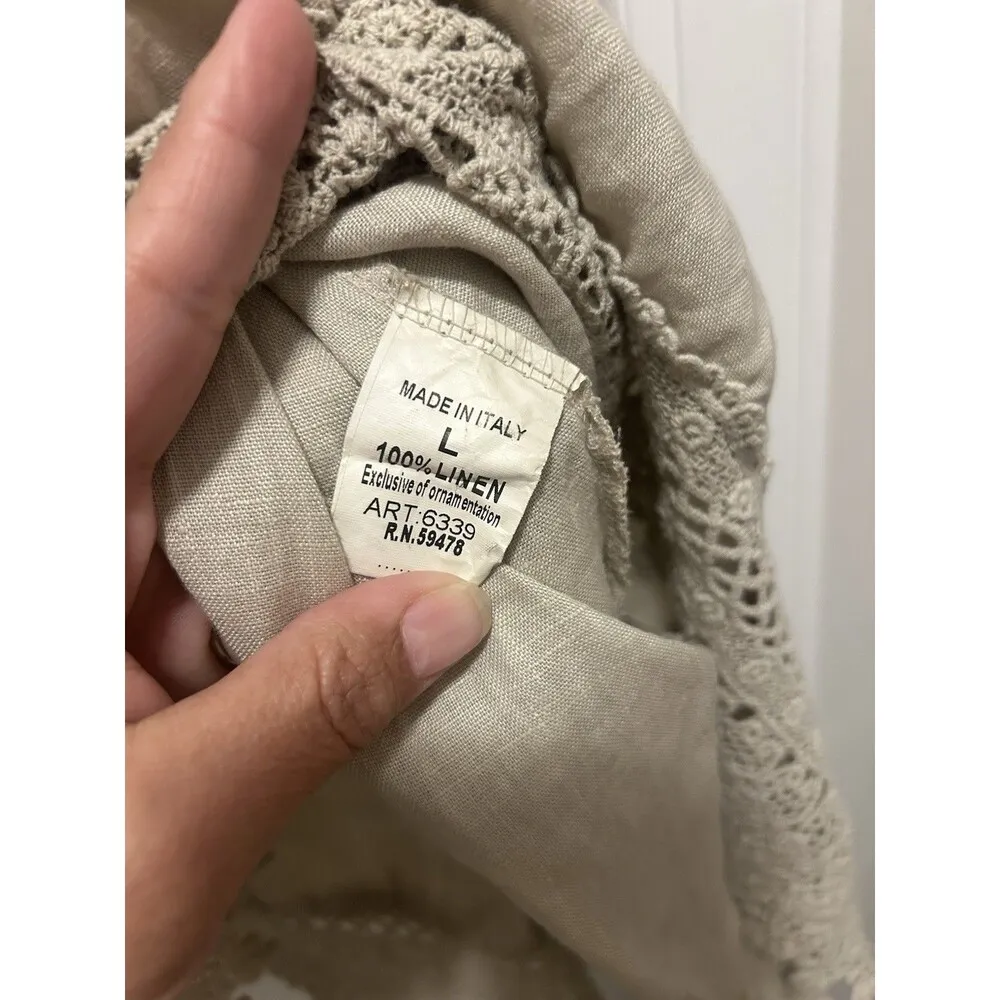 MADE IN ITALY
L
100% LINEN
Exclusive of ornamentation
ART:6339
R.N.59478